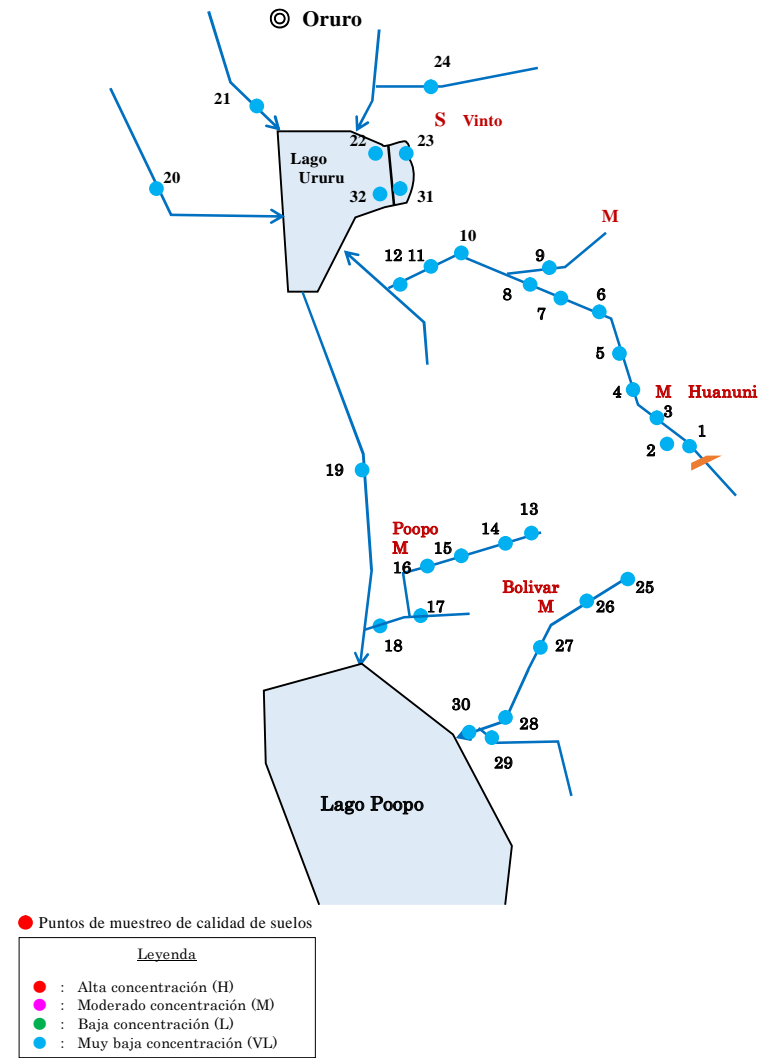 Oruro
24
21
S Vinto
22
23
Lago
Ururu
20
32
31
M
10
12 11
9
8
7
6
5
4
M Huanuni
3
1
2
19
13
Poopo
M
14
15
16
Bolivar
M
25
26
17
18
27
30
28
29
Lago Poopo
Puntos de muestreo de calidad de suelos
Leyenda
: Alta concentración (H)
: Moderado concentración (M)
: Baja concentración (L)
: Muy baja concentración (VL)